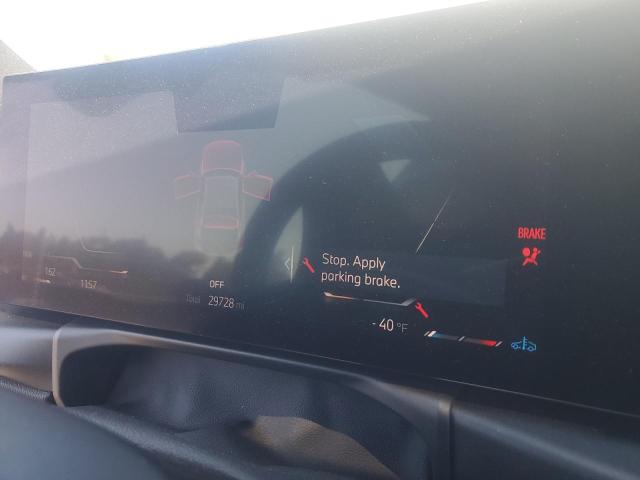 BRAKE
Stop. Apply
parking brake.
162
1157
OFF
Total 29728 mi
- 40 °F